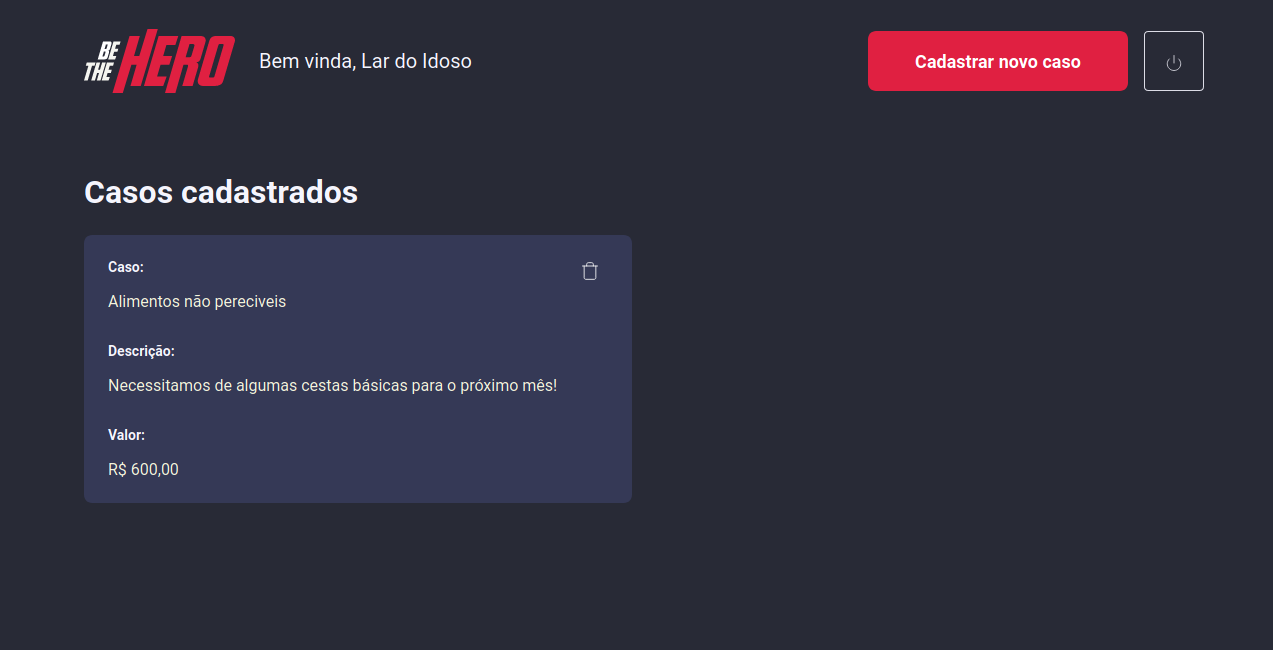 BE THE HERO
Bem vinda, Lar do Idoso
Cadastrar novo caso
Casos cadastrados
Caso:
Alimentos não pereciveis
Descrição:
Necessitamos de algumas cestas básicas para o próximo mês!
Valor:
R$ 600,00